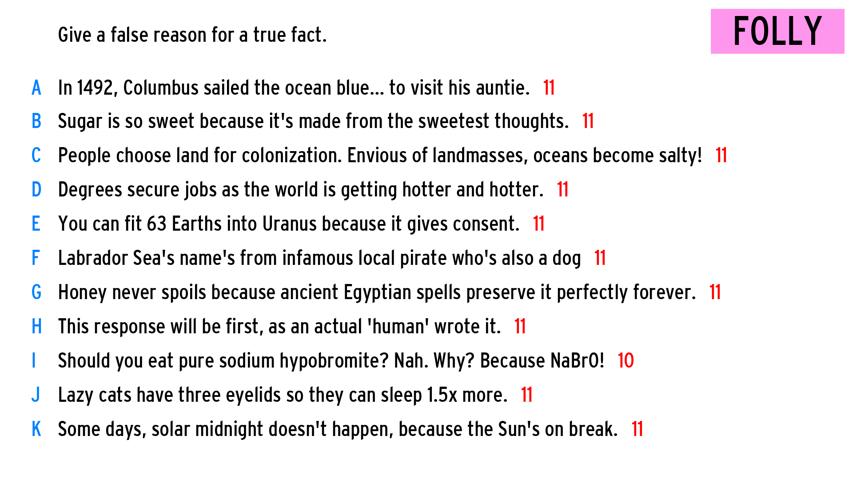 Give a false reason for a true fact.
FOLLY
A In 1492, Columbus sailed the ocean blue... to visit his auntie. 11
B Sugar is so sweet because it's made from the sweetest thoughts. 11
C People choose land for colonization. Envious of landmasses, oceans become salty! 11
D Degrees secure jobs as the world is getting hotter and hotter. 11
E You can fit 63 Earths into Uranus because it gives consent. 11
F Labrador Sea's name's from infamous local pirate who's also a dog 11
G Honey never spoils because ancient Egyptian spells preserve it perfectly forever. 11
H This response will be first, as an actual 'human' wrote it. 11
I Should you eat pure sodium hypobromite? Nah. Why? Because NaBrO! 10
J Lazy cats have three eyelids so they can sleep 1.5x more. 11
K Some days, solar midnight doesn't happen, because the Sun's on break. 11